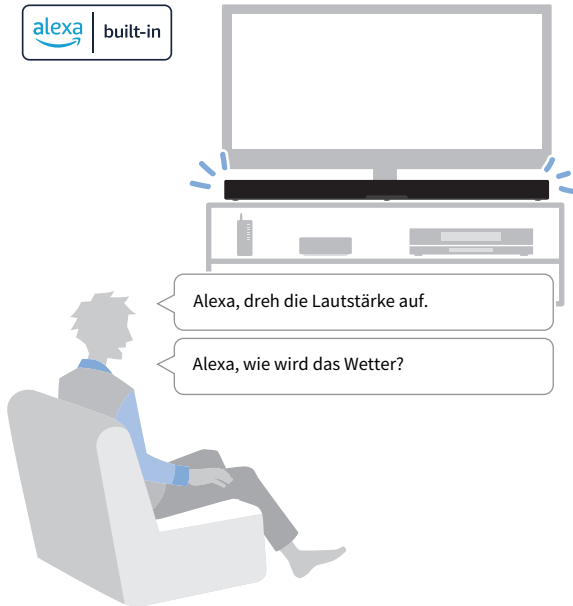 alexa built-in
Alexa, dreh die Lautstärke auf.
Alexa, wie wird das Wetter?